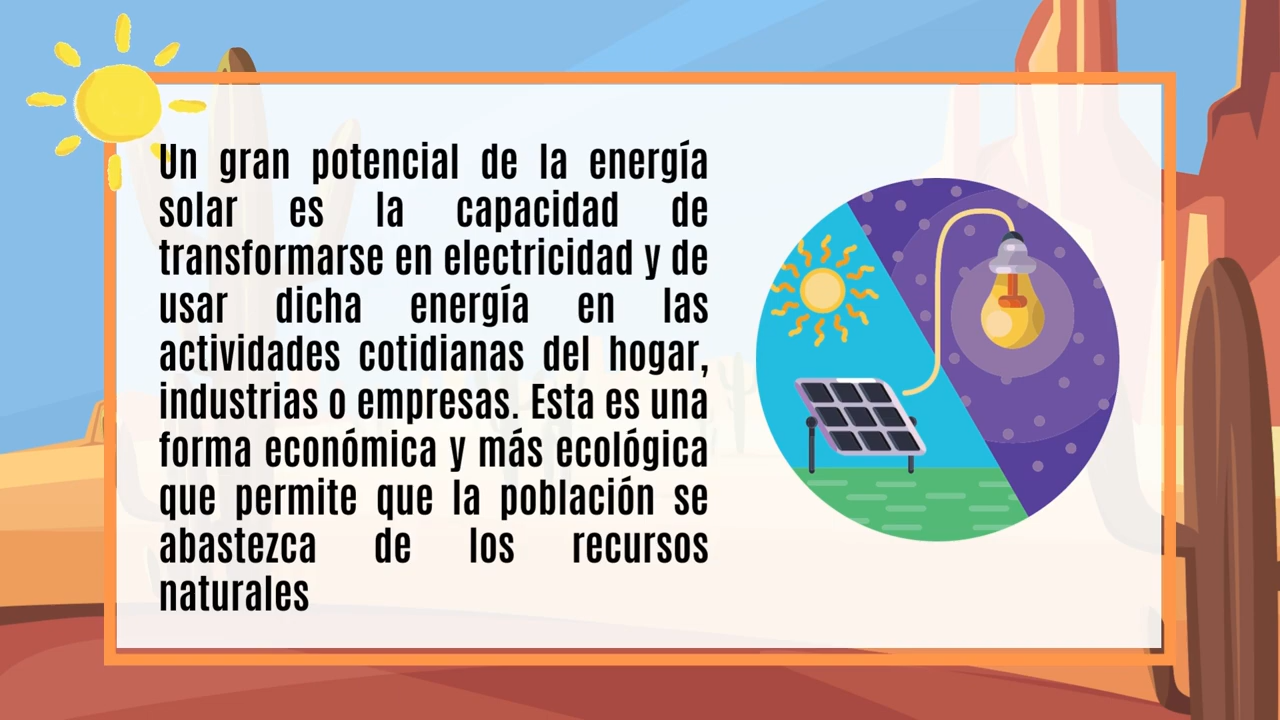 Un gran potencial de la energía
solar es la capacidad de
transformarse en electricidad y de
usar dicha energía en las
actividades cotidianas del hogar,
industrias o empresas. Esta es una
forma económica y más ecológica
que permite que la población se
abastezca de los recursos
naturales